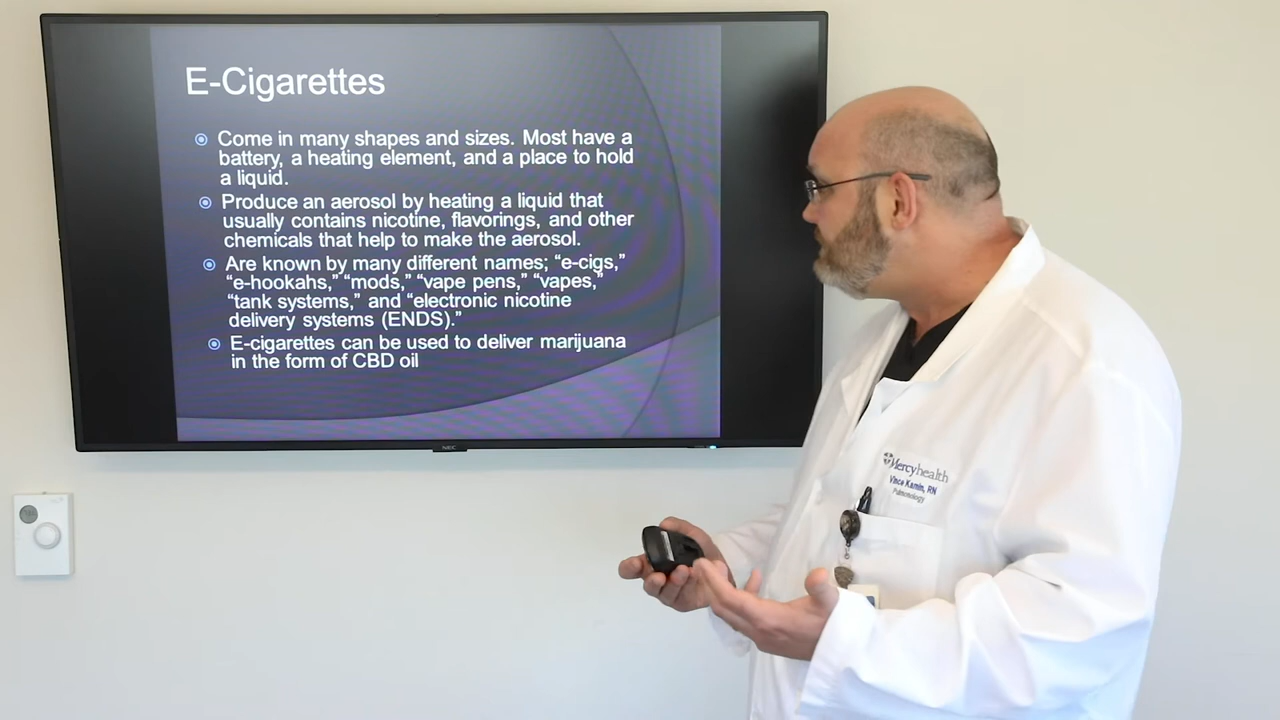 E-Cigarettes
Come in many shapes and sizes. Most have a
battery, a heating element, and a place to hold
a liquid.
Produce an aerosol by heating a liquid that
usually contains nicotine, flavorings, and other
chemicals that help to make the aerosol.
Are known by many different names; “e-cigs,”
“e-hookahs,” “mods,” “vape pens,” “vapes,”
“tank systems,” and “electronic nicotine
delivery systems (ENDS).”
E-cigarettes can be used to deliver marijuana
in the form of CBD oil
NEC
Mercyhealth
Vince Kamin, RN
Pulmonology